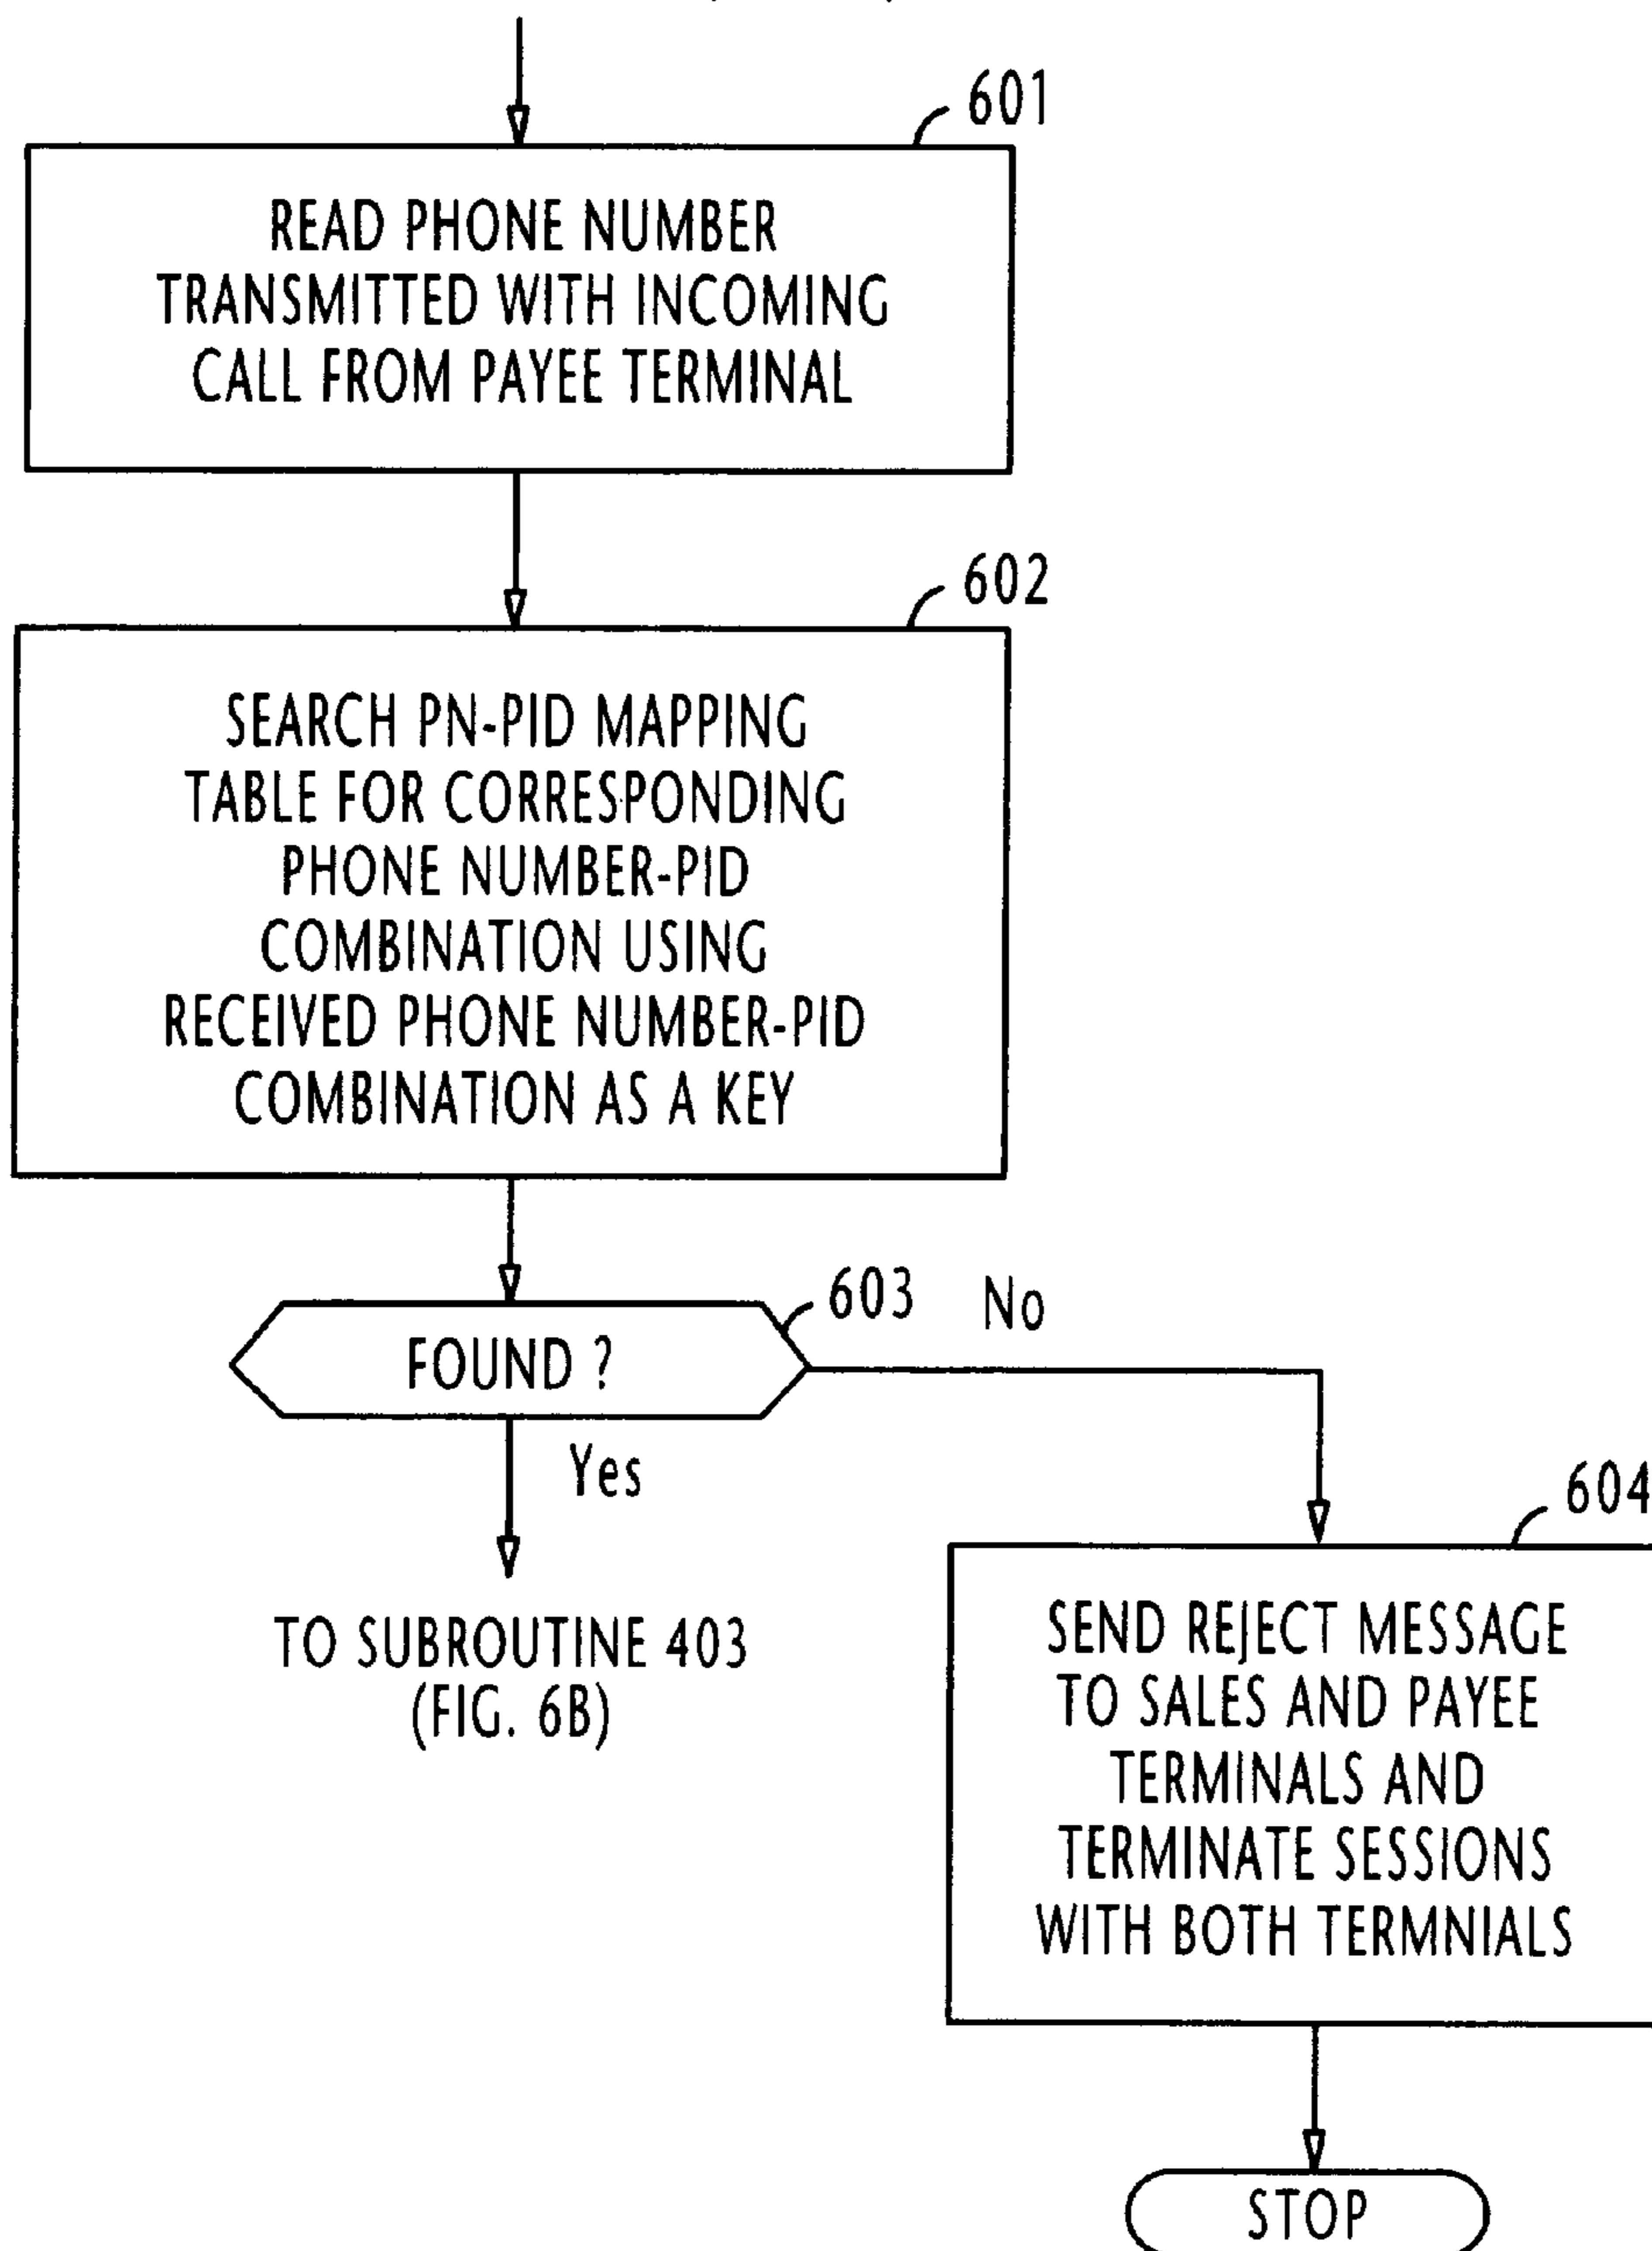 601
READ PHONE NUMBER
TRANSMITTED WITH INCOMING
CALL FROM PAYEE TERMINAL
602
SEARCH PN-PID MAPPING
TABLE FOR CORRESPONDING
PHONE NUMBER-PID
COMBINATION USING
RECEIVED PHONE NUMBER-PID
COMBINATION AS A KEY
603
No
FOUND ?
Yes
604
TO SUBROUTINE 403
(FIG. 6B)
SEND REJECT MESSAGE
TO SALES AND PAYEE
TERMINALS AND
TERMINATE SESSIONS
WITH BOTH TERMNIALS
STOP